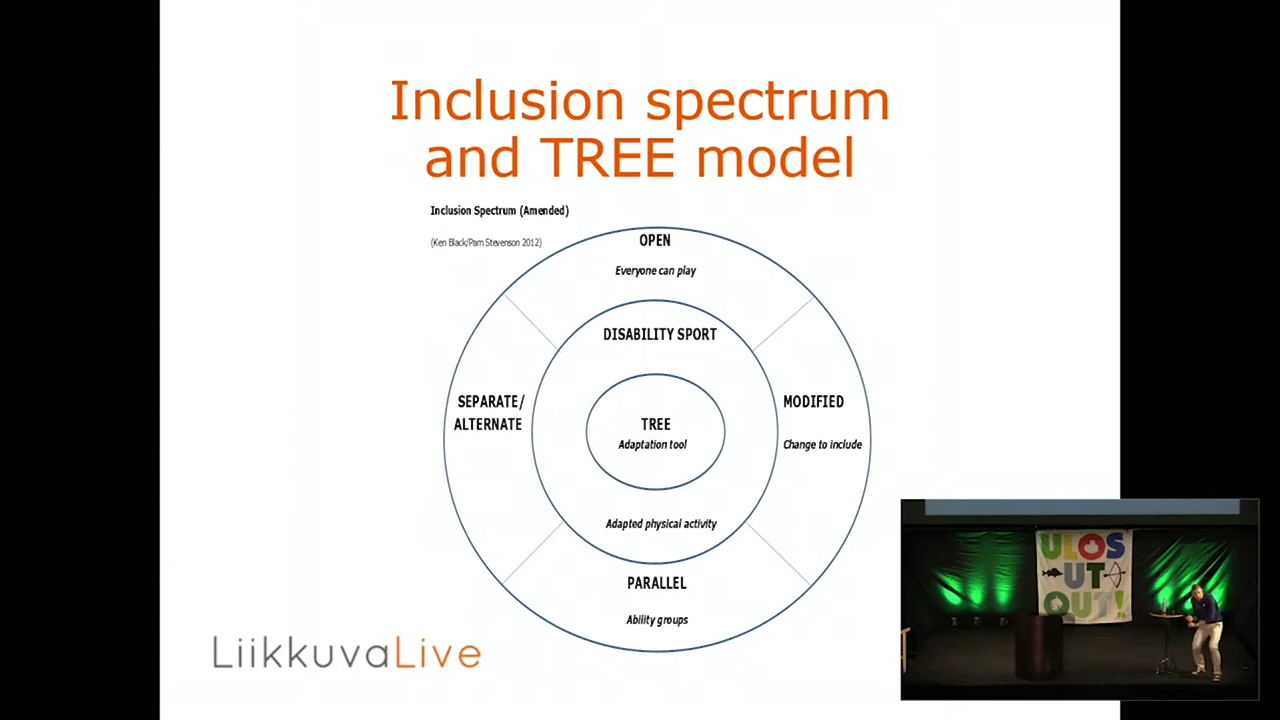 Inclusion spectrum
and TREE model
Inclusion Spectrum (Amended)
(Ken Black/Pam Stevenson 2012)
OPEN
Everyone can play
DISABILITY SPORT
SEPARATE/
ALTERNATE
TREE
Adaptation tool
MODIFIED
Change to include
Adapted physical activity
PARALLEL
Ability groups
LiikkuvaLive
ULOS
UT
OUT!